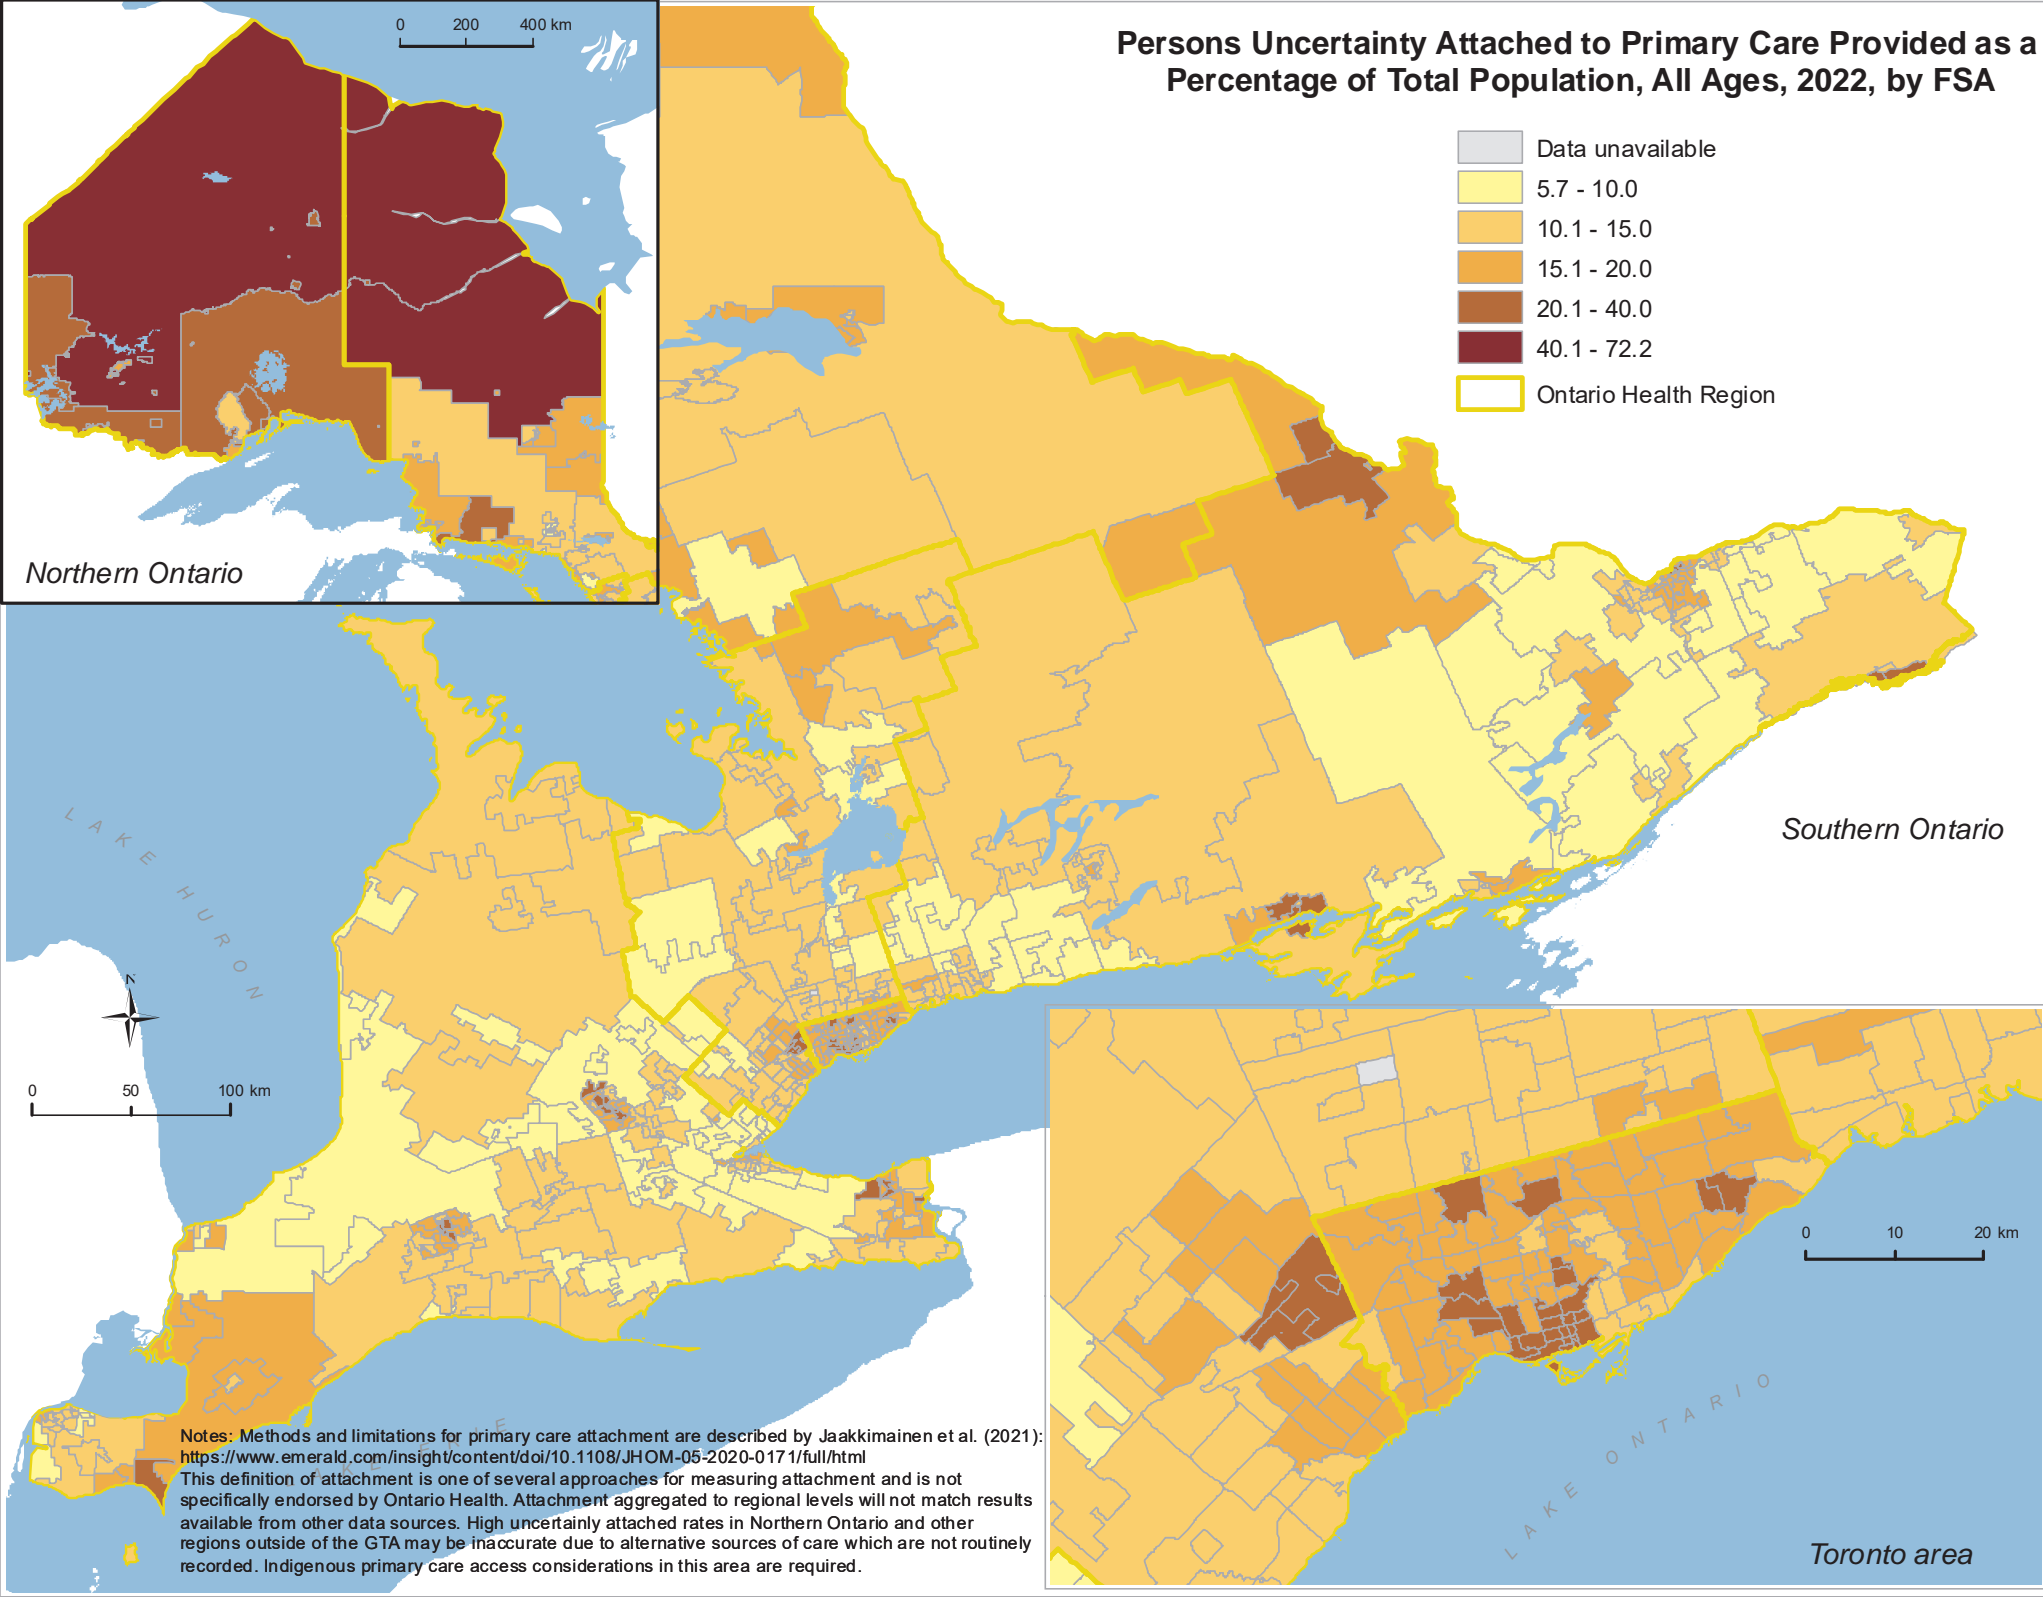 Persons Uncertainty Attached to Primary Care Provided as a
Percentage of Total Population, All Ages, 2022, by FSA
Data unavailable
5.7 - 10.0
10.1 - 15.0
15.1 - 20.0
20.1 - 40.0
40.1 - 72.2
Ontario Health Region
0 200 400 km
Northern Ontario
Southern Ontario
LAKE HURON
N
0 50 100 km
LAKE ERIE
Notes: Methods and limitations for primary care attachment are described by Jaakkimainen et al. (2021):
https://www.emerald.com/insight/content/doi/10.1108/JHOM-05-2020-0171/full/html
This definition of attachment is one of several approaches for measuring attachment and is not
specifically endorsed by Ontario Health. Attachment aggregated to regional levels will not match results
available from other data sources. High uncertainly attached rates in Northern Ontario and other
regions outside of the GTA may be inaccurate due to alternative sources of care which are not routinely
recorded. Indigenous primary care access considerations in this area are required.
0 10 20 km
LAKE ONTARIO
Toronto area